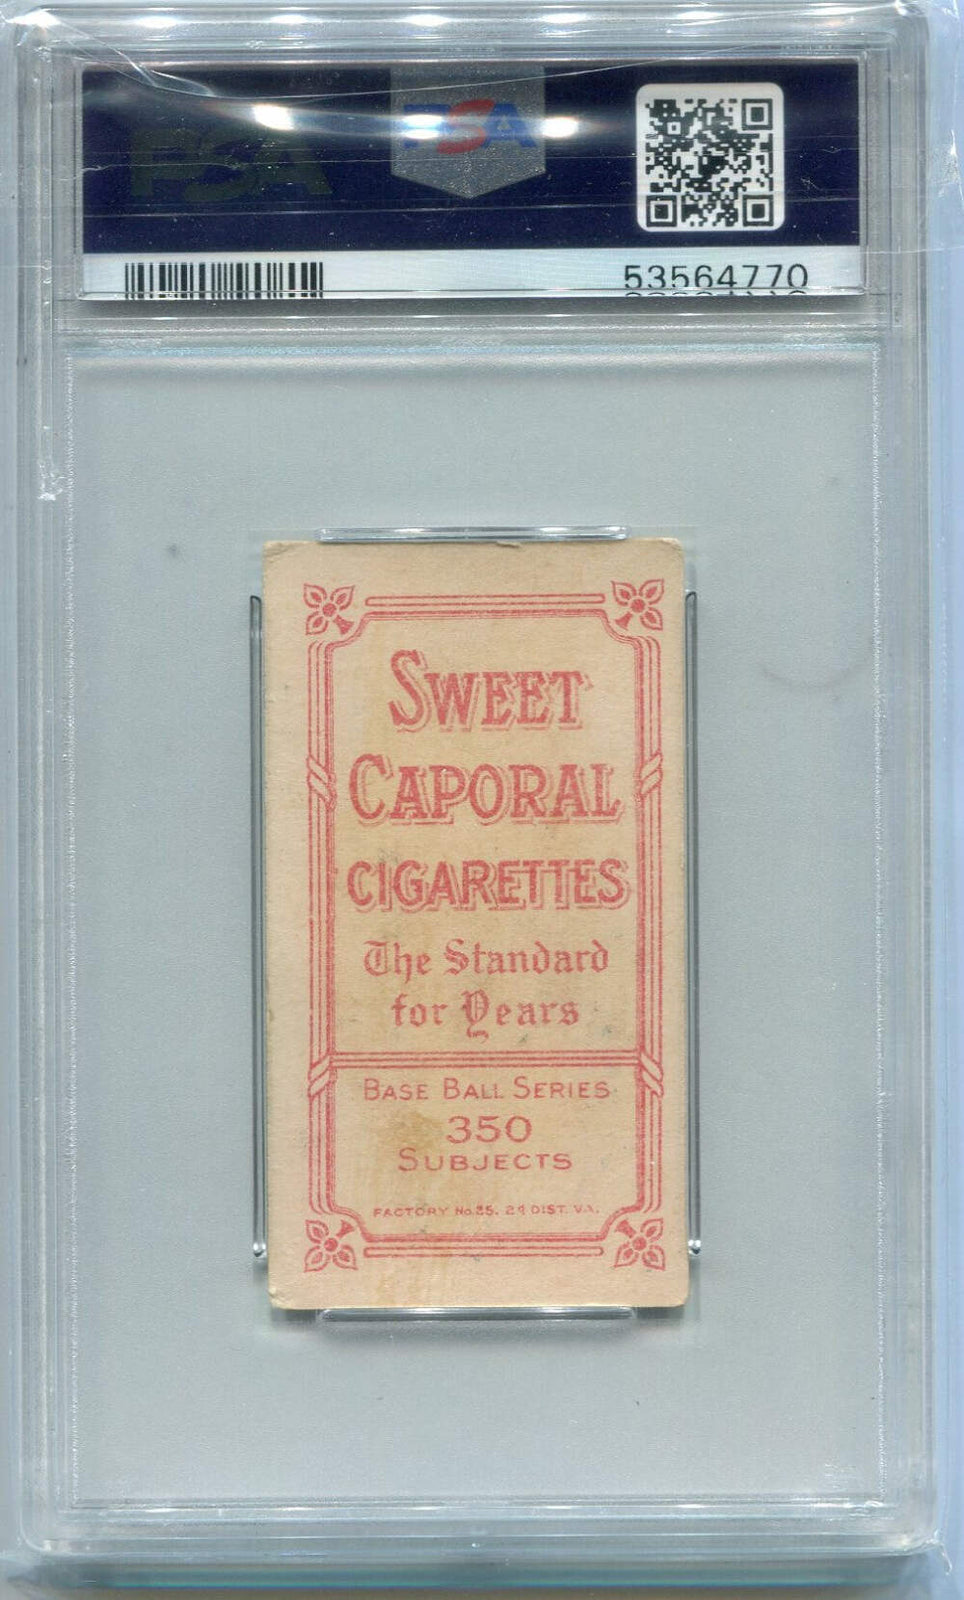 PSA
PSA
53564770
SWEET
CAPORAL
CIGARETTES
The Standard
for Years
BASE BALL SERIES
350
SUBJECTS
FACTORY No. 25. 2d DIST. VA.